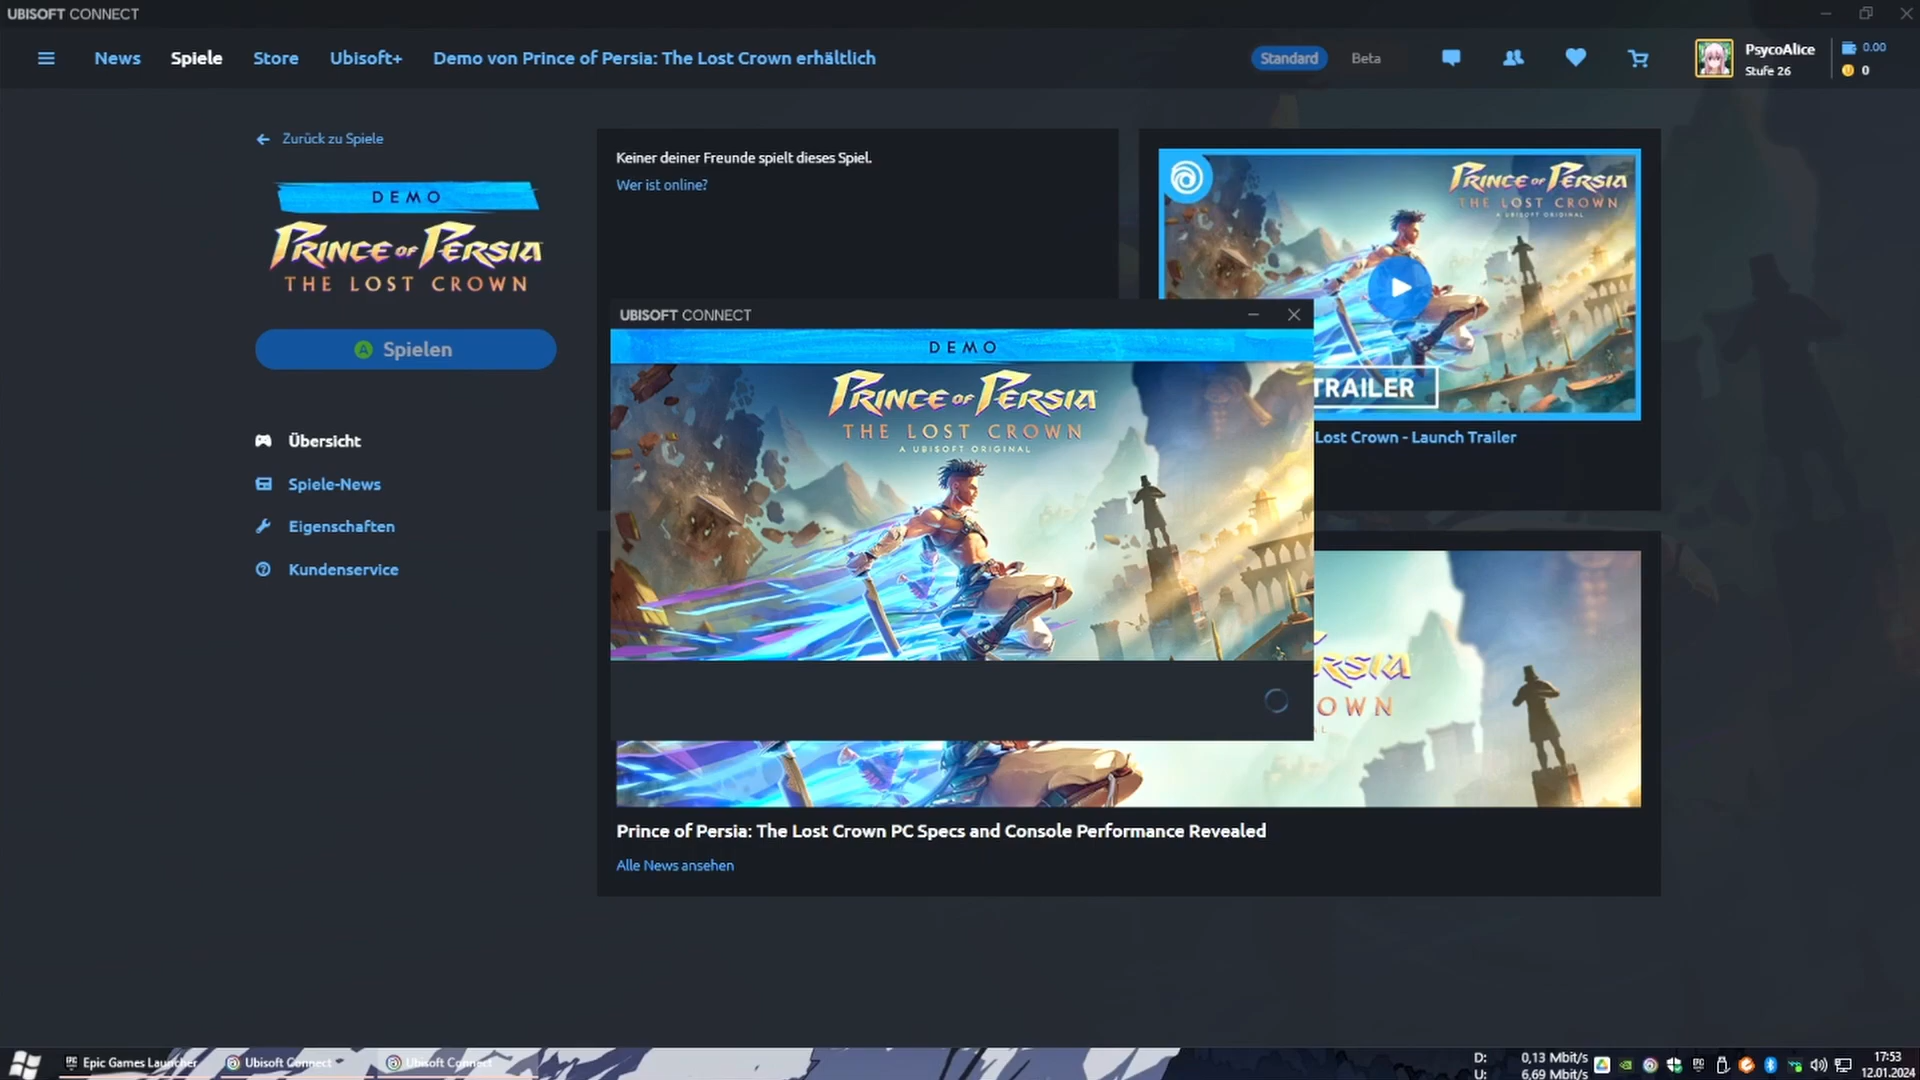 UBISOFT CONNECT
News
Spiele
Store
Ubisoft+
Demo von Prince of Persia: The Lost Crown erhältlich
Standard
Beta
PsycoAlice
Stufe 26
0.00
0
Zurück zu Spiele
DEMO
PRINCE OF PERSIA
THE LOST CROWN
A Spielen
Übersicht
Spiele-News
Eigenschaften
Kundenservice
Keiner deiner Freunde spielt dieses Spiel.
Wer ist online?
PRINCE OF PERSIA
THE LOST CROWN
A UBISOFT ORIGINAL
TRAILER
Lost Crown - Launch Trailer
UBISOFT CONNECT
DEMO
PRINCE OF PERSIA
THE LOST CROWN
A UBISOFT ORIGINAL
RSIA
OWN
Prince of Persia: The Lost Crown PC Specs and Console Performance Revealed
Alle News ansehen
Epic Games Launcher
Ubisoft Connect
Ubisoft Connect
D: 0,13 Mbit/s
U: 6,69 Mbit/s
17:53
12.01.2024